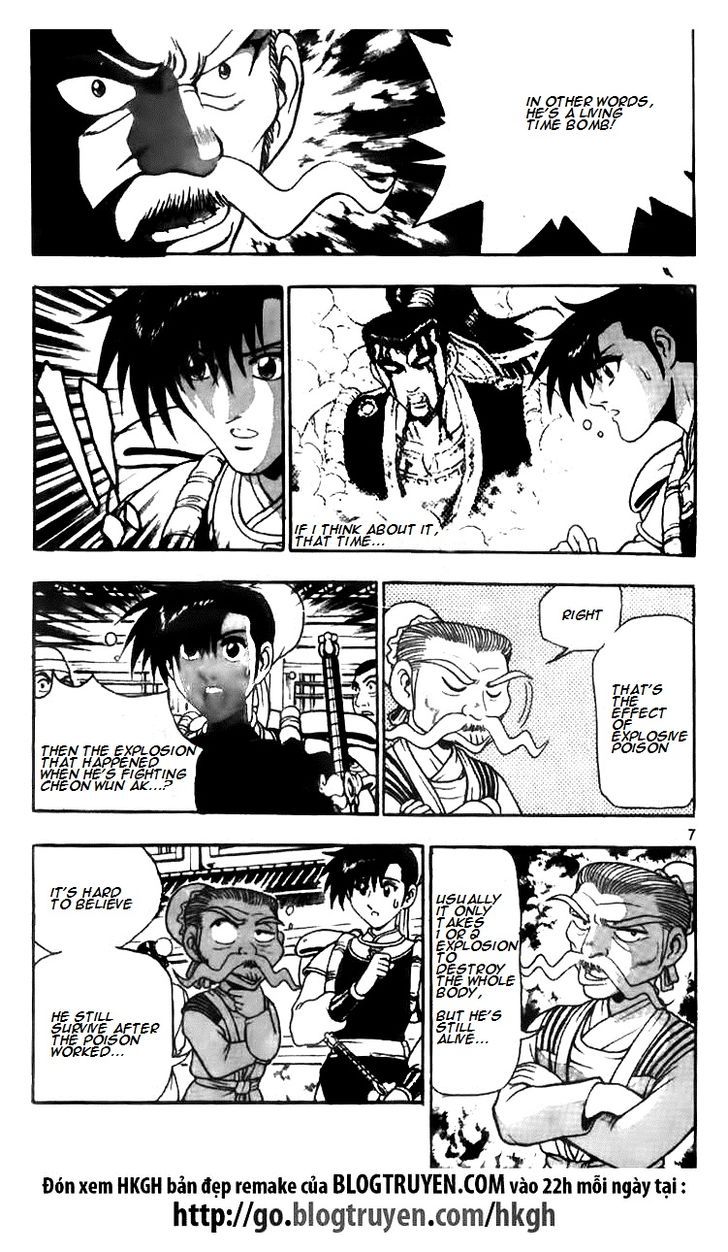 IN OTHER WORDS,
HE'S A LIVING
TIME BOMB!
IF I THINK ABOUT IT,
THAT TIME...
THEN THE EXPLOSION
THAT HAPPENED
WHEN HE'S FIGHTING
CHEON WUN AK...?
RIGHT
THAT'S
THE
EFFECT
OF
EXPLOSIVE
POISON
7
IT'S HARD
TO BELIEVE
HE STILL
SURVIVE AFTER
THE POISON
WORKED...
USUALLY
IT ONLY
TAKES
1 OR 2
EXPLOSION
TO
DESTROY
THE WHOLE
BODY,
BUT HE'S
STILL
ALIVE...
Đón xem HKGH bản đẹp remake của BLOGTRUYEN.COM vào 22h mỗi ngày tại :
http://go.blogtruyen.com/hkgh